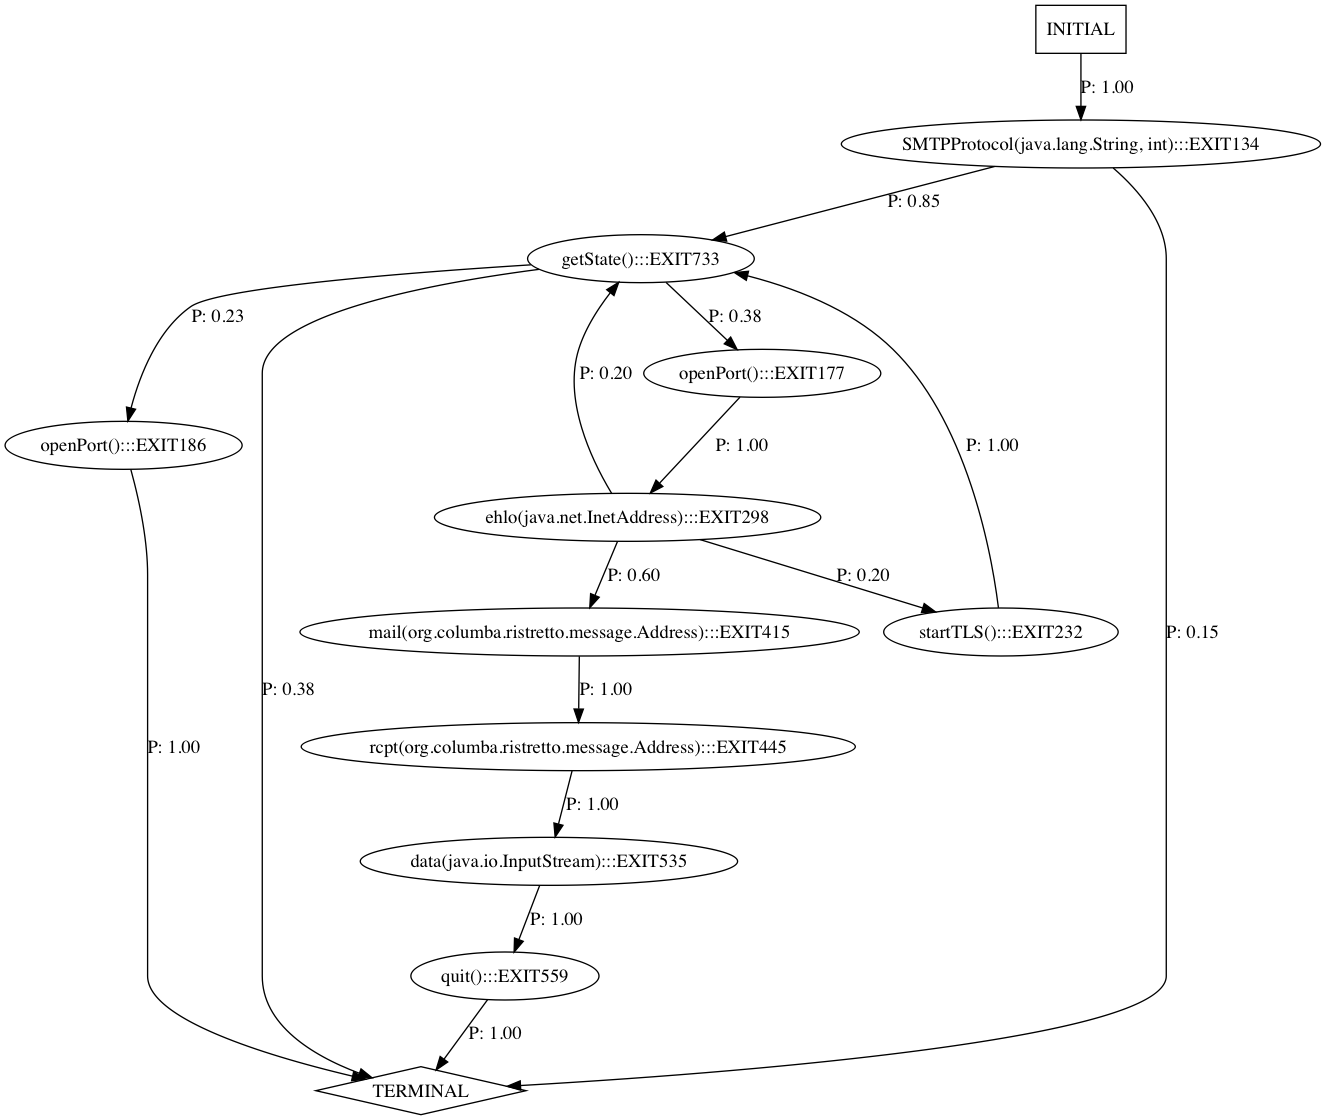 INITIAL
P: 1.00
SMTPProtocol(java.lang.String, int):::EXIT134
P: 0.85
getState():::EXIT733
P: 0.23
P: 0.38
P: 0.20
openPort():::EXIT177
openPort():::EXIT186
P: 1.00
P: 1.00
ehlo(java.net.InetAddress):::EXIT298
P: 0.60
P: 0.20
mail(org.columba.ristretto.message.Address):::EXIT415
startTLS():::EXIT232
P: 0.15
P: 0.38
P: 1.00
P: 1.00
rcpt(org.columba.ristretto.message.Address):::EXIT445
P: 1.00
data(java.io.InputStream):::EXIT535
P: 1.00
quit():::EXIT559
P: 1.00
TERMINAL